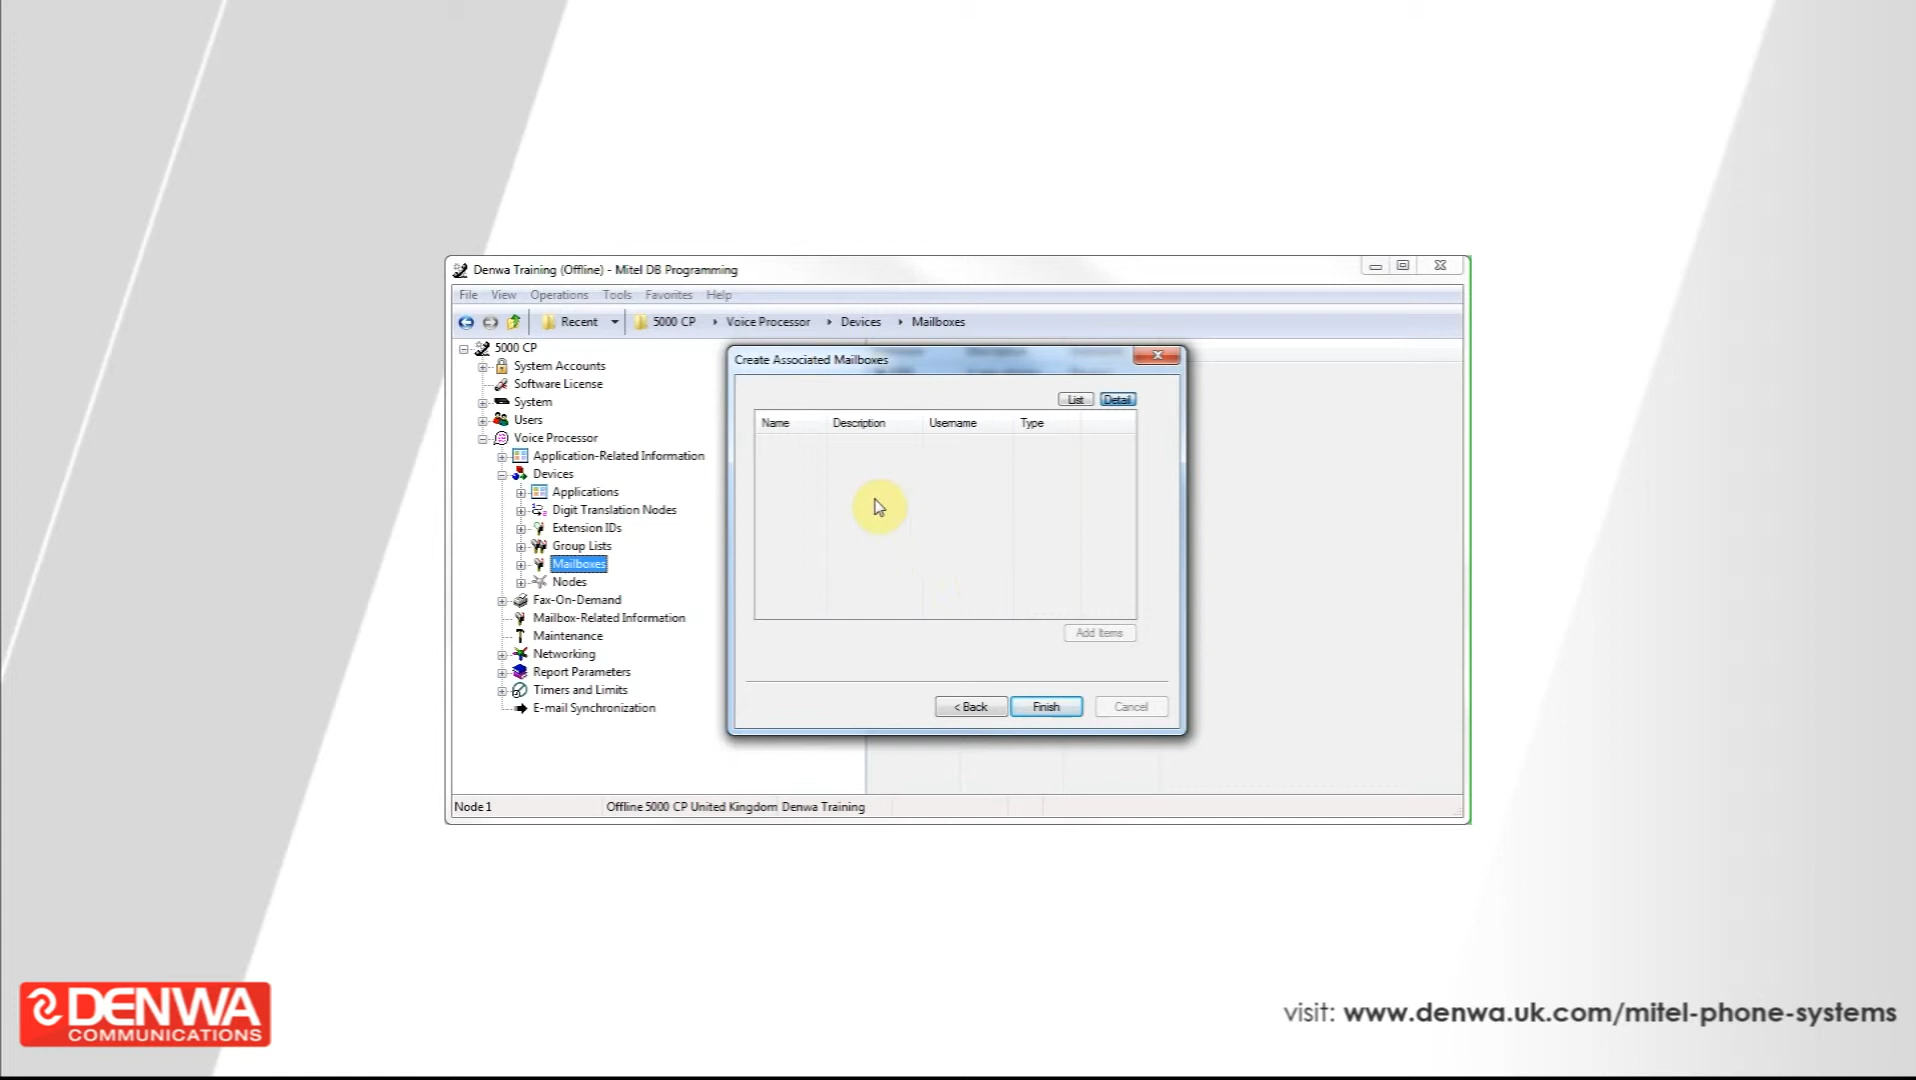 Denwa Training (Offline) - Mitel DB Programming
File View Operations Tools Favorites Help
Recent 5000 CP Voice Processor Devices Mailboxes
5000 CP
System Accounts
Software License
System
Users
Voice Processor
Application-Related Information
Devices
Applications
Digit Translation Nodes
Extension IDs
Group Lists
Mailboxes
Nodes
Fax-On-Demand
Mailbox-Related Information
Maintenance
Networking
Report Parameters
Timers and Limits
E-mail Synchronization
Create Associated Mailboxes
List Detail
Name Description Username Type
Add Items
< Back Finish Cancel
Node 1 Offline 5000 CP United Kingdom Denwa Training
DENWA
COMMUNICATIONS
visit: www.denwa.uk.com/mitel-phone-systems